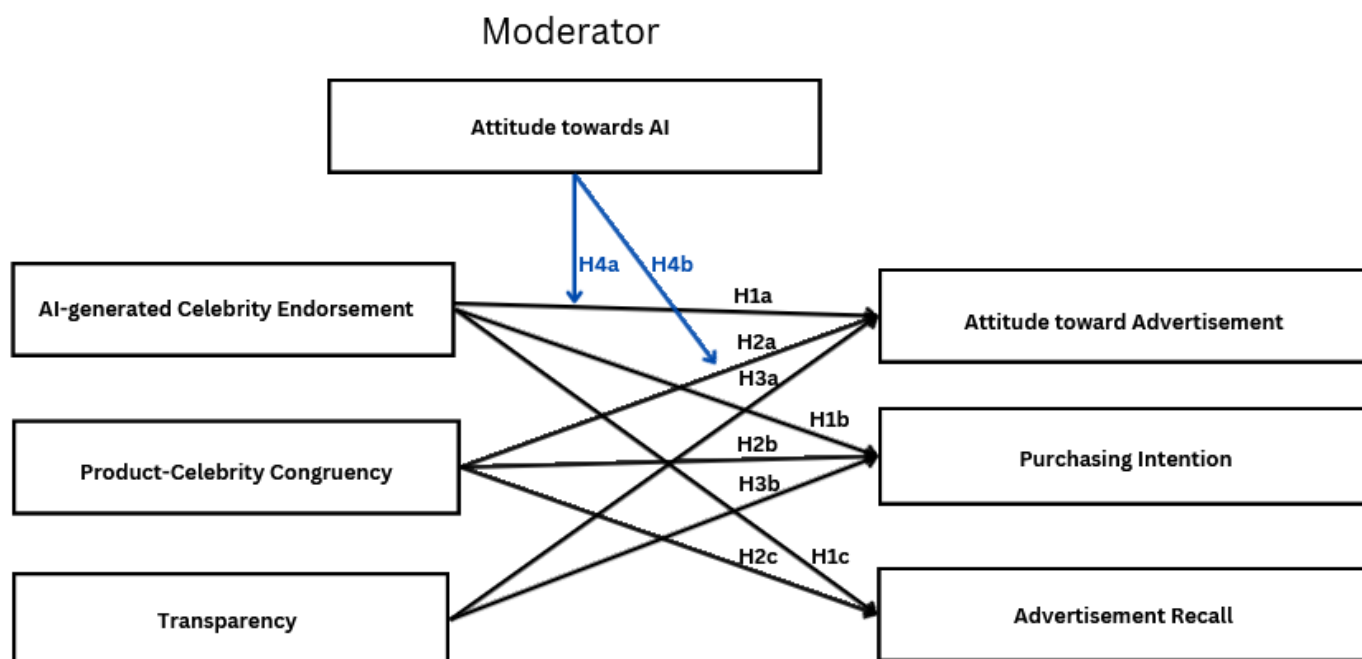 Moderator
Attitude towards AI
H4a
H4b
AI-generated Celebrity Endorsement
H1a
Attitude toward Advertisement
H2a
H3a
H1b
Product-Celebrity Congruency
H2b
Purchasing Intention
H3b
H2c
H1c
Transparency
Advertisement Recall